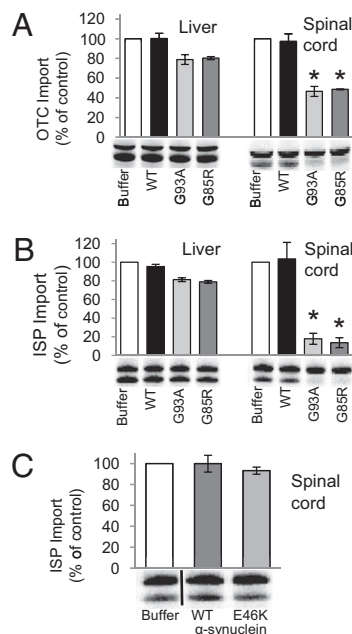 A
Liver
Spinal
cord
OTC Import
(% of control)
100
80
60
40
20
0
* *
Buffer
WT
G93A
G85R
Buffer
WT
G93A
G85R
B
Liver
Spinal
cord
ISP Import
(% of control)
100
80
60
40
20
0
* *
Buffer
WT
G93A
G85R
Buffer
WT
G93A
G85R
C
Spinal
cord
ISP Import
(% of control)
100
80
60
40
20
0
Buffer WT E46K
α-synuclein